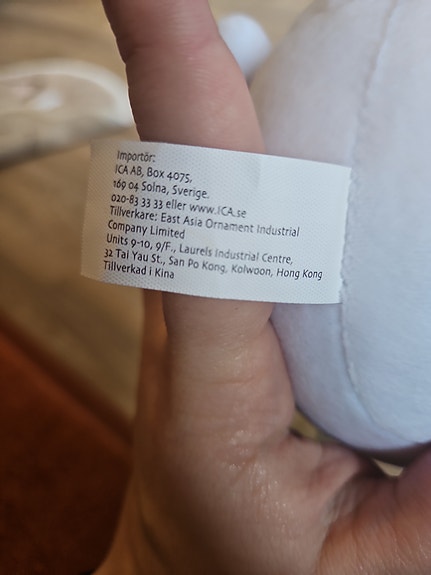 Importör:
ICA AB, Box 4075,
169 04 Solna, Sverige.
020-83 33 33 eller www.ICA.se
Tillverkare; East Asia Ornament Industrial
Company Limited
Units 9-10, 9/F., Laurels Industrial Centre,
32 Tai Yau St., San Po Kong, Kolwoon, Hong Kong
Tillverkad i Kina